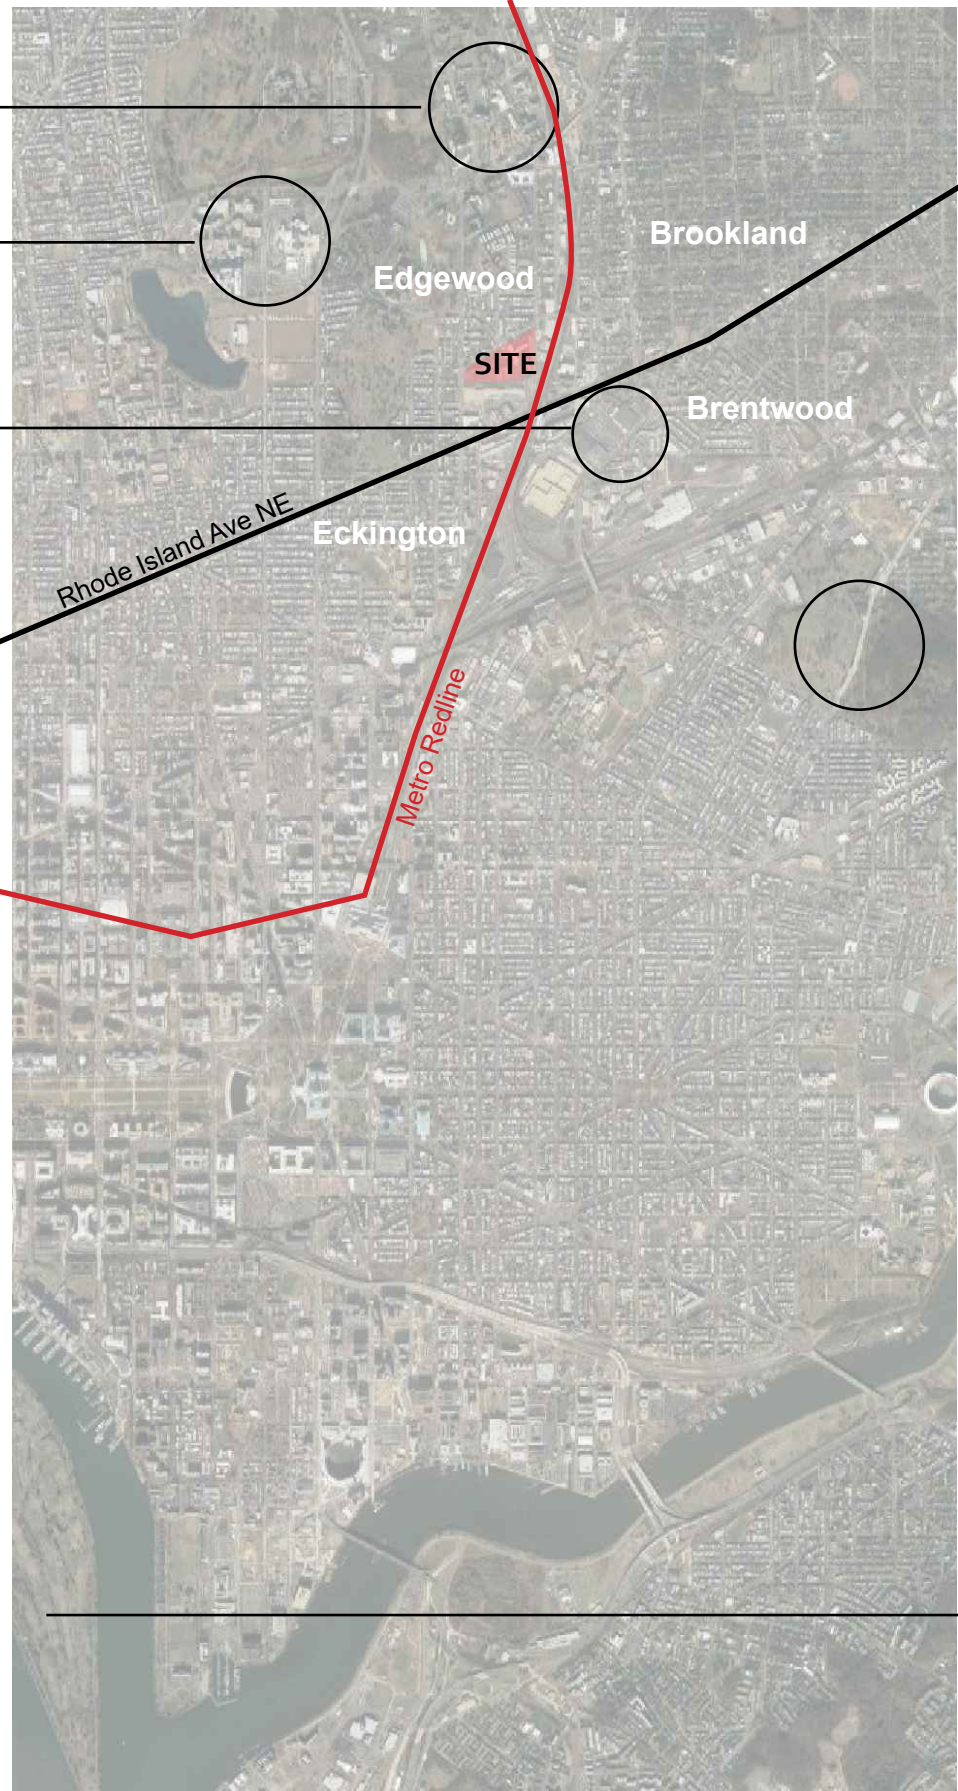 Brookland
Edgewood
SITE
Brentwood
Rhode Island Ave NE
Eckington
Metro Redline